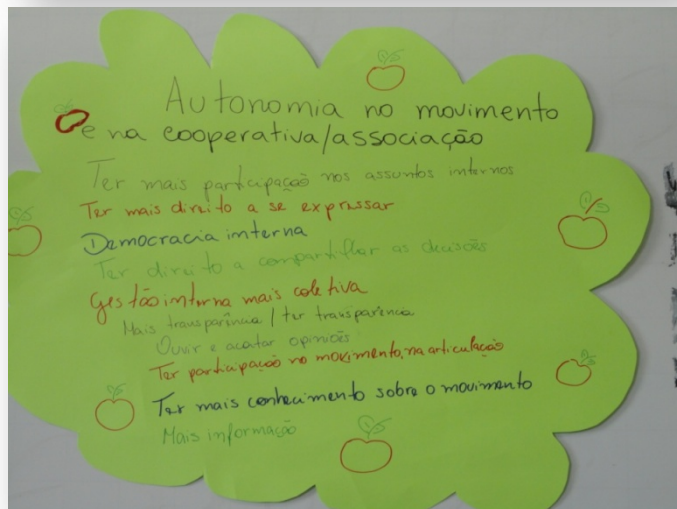 Autonomia no movimento
e na cooperativa/associação
Ter mais participação nos assuntos internos
Ter mais direito a se expressar
Democracia interna
Ter direito a compartilhar as decisões
Gestão interna mais coletiva
Mais transparência / ter transparencia
Ouvir e acatar opiniões
Ter participação no movimento, na articulação
Ter mais conhecimento sobre o movimento
Mais informação